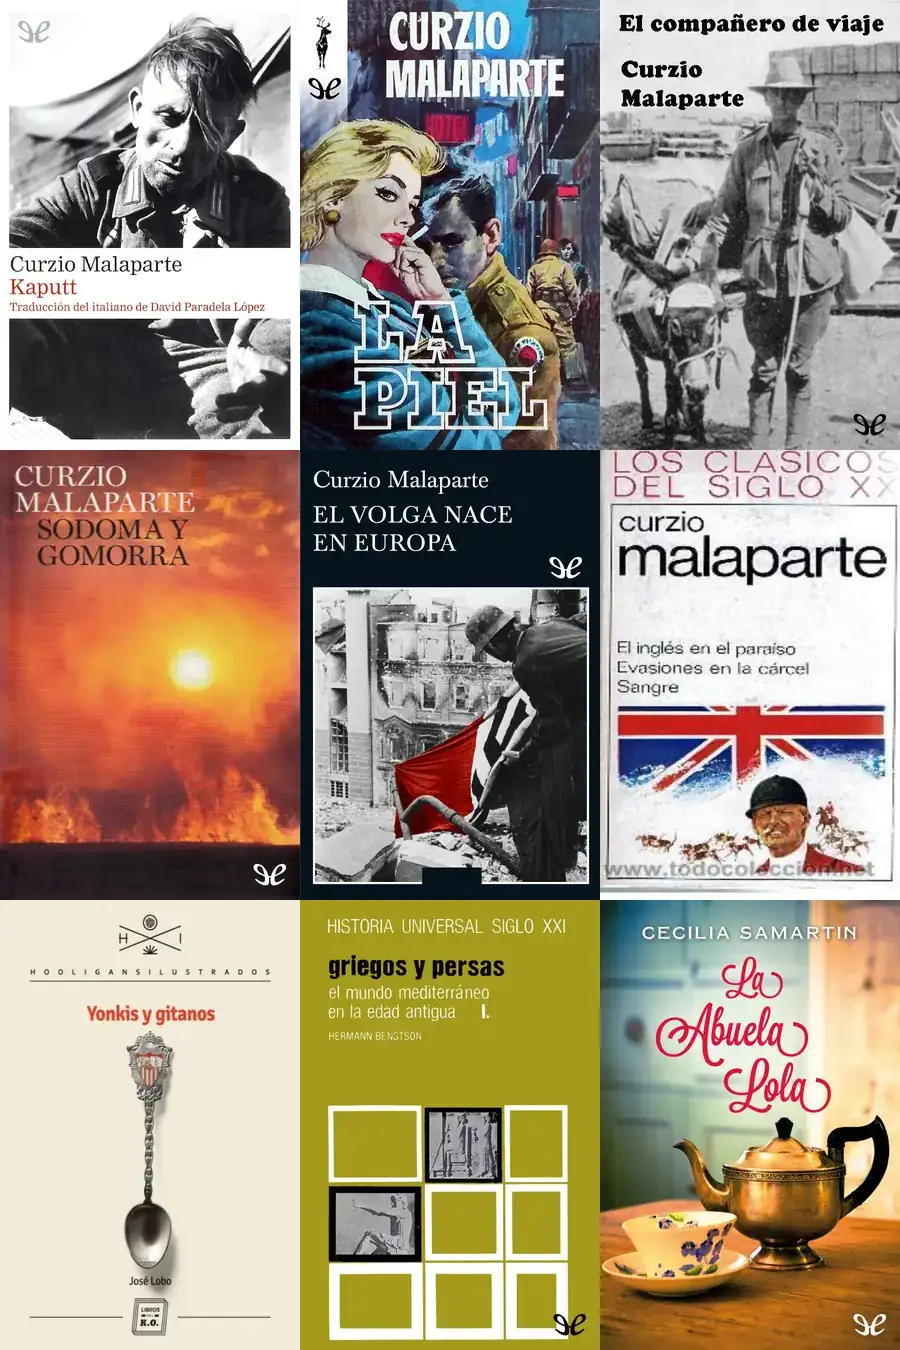 Curzio Malaparte
Kaputt
Traducción del italiano de David Paradela López
CURZIO
MALAPARTE
HOTEL
LA
PIEL
El compañero de viaje
Curzio
Malaparte
CURZIO
MALAPARTE
SODOMA Y
GOMORRA
Curzio Malaparte
EL VOLGA NACE
EN EUROPA
LOS CLASICOS
DEL SIGLO XX
curzio
malaparte
El inglés en el paraíso
Evasiones en la cárcel
Sangre
www.todocoleccion.net
H I
HOOLIGANSILUSTRADOS
Yonkis y gitanos
José Lobo
LIBROS
DEL
K.O.
HISTORIA UNIVERSAL SIGLO XXI
griegos y persas
el mundo mediterráneo
en la edad antigua I.
HERMANN BENGTSON
CECILIA SAMARTIN
La
Abuela
Lola